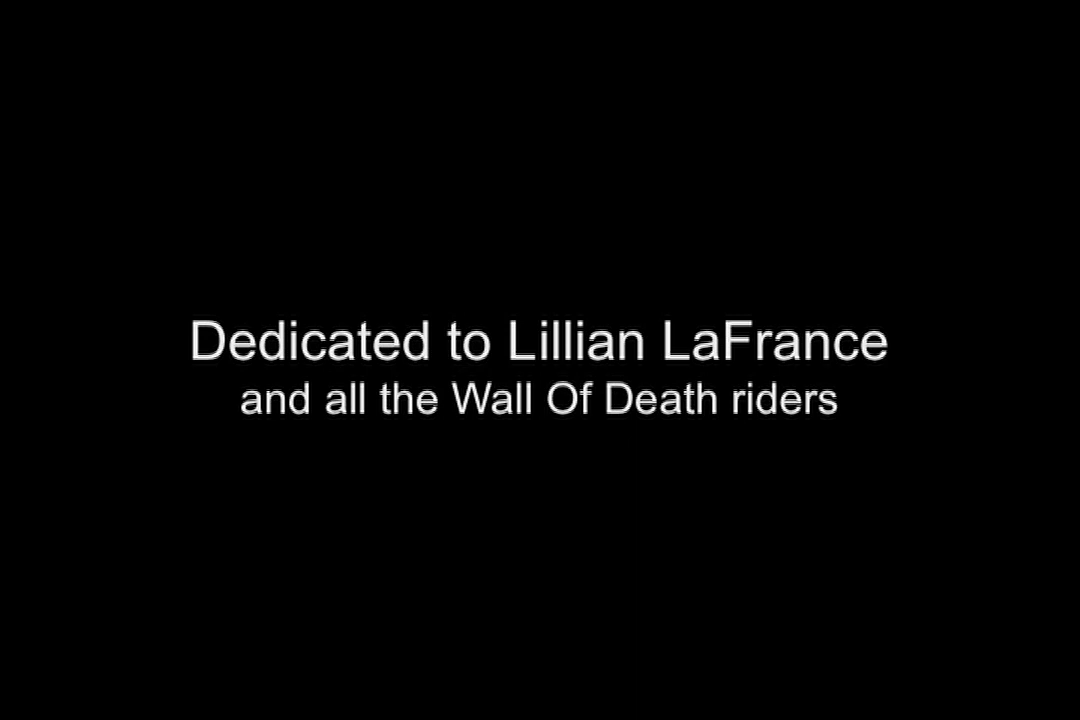 Dedicated to Lillian LaFrance
and all the Wall Of Death riders